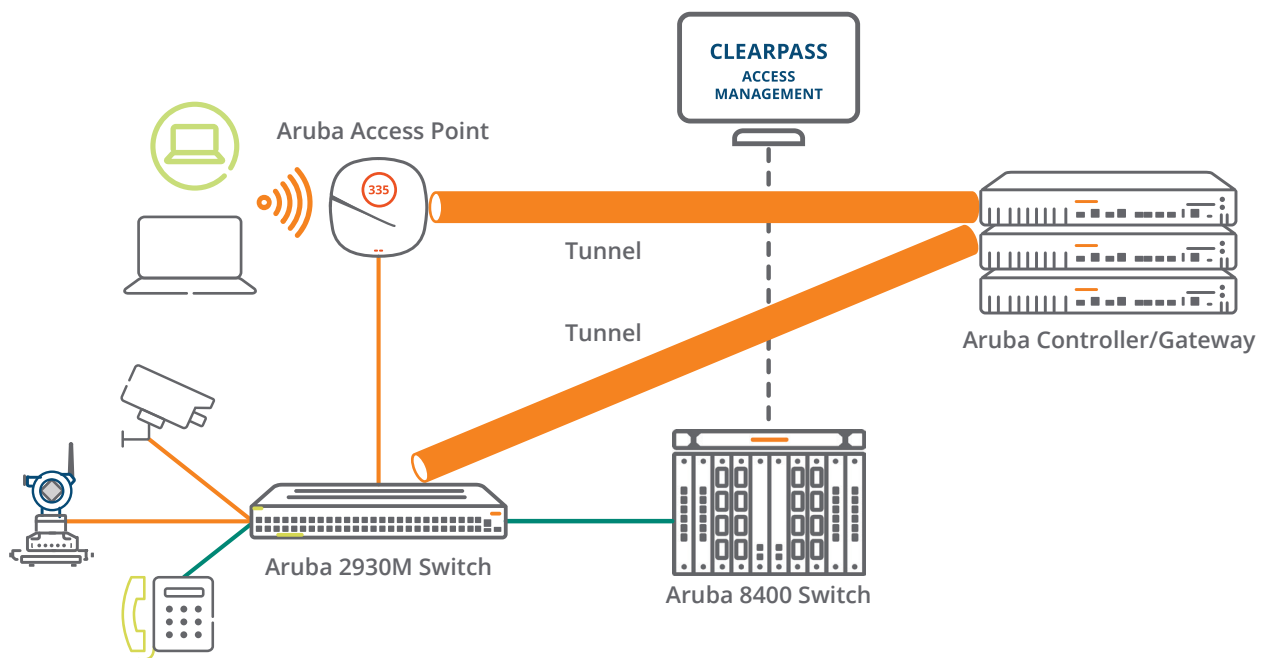 CLEARPASS
ACCESS
MANAGEMENT
Aruba Access Point
335
Tunnel
Tunnel
Aruba Controller/Gateway
Aruba 2930M Switch
Aruba 8400 Switch